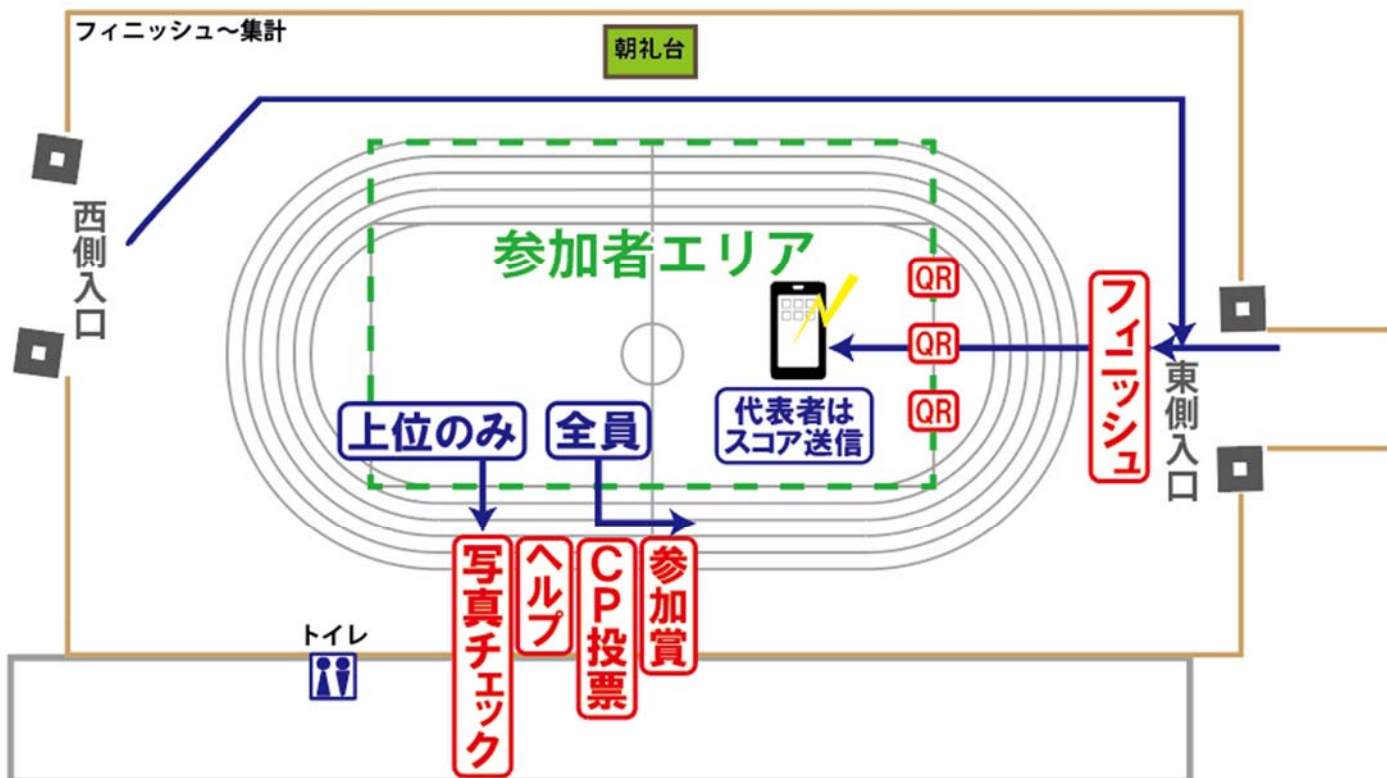 フィニッシュ～集計
朝礼台
西側入口
参加者エリア
QR
QR
QR
フィニッシュ
東側入口
代表者は
スコア送信
上位のみ
全員
写真チェック
ヘルプ
CP投票
参加賞
トイレ